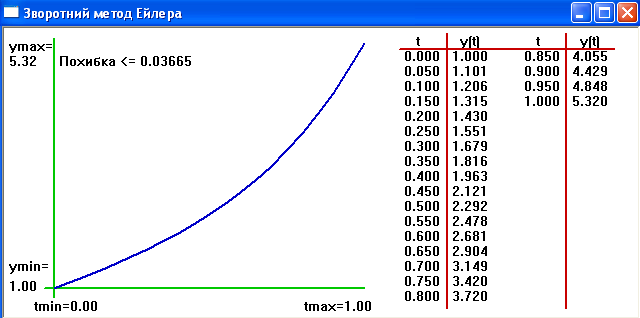 Зворотний метод Ейлера
ymax=
5.32 Похибка <= 0.03665
ymin=
1.00
tmin=0.00 tmax=1.00
t y(t) t y(t)
0.000 1.000 0.850 4.055
0.050 1.101 0.900 4.429
0.100 1.206 0.950 4.848
0.150 1.315 1.000 5.320
0.200 1.430
0.250 1.551
0.300 1.679
0.350 1.816
0.400 1.963
0.450 2.121
0.500 2.292
0.550 2.478
0.600 2.681
0.650 2.904
0.700 3.149
0.750 3.420
0.800 3.720